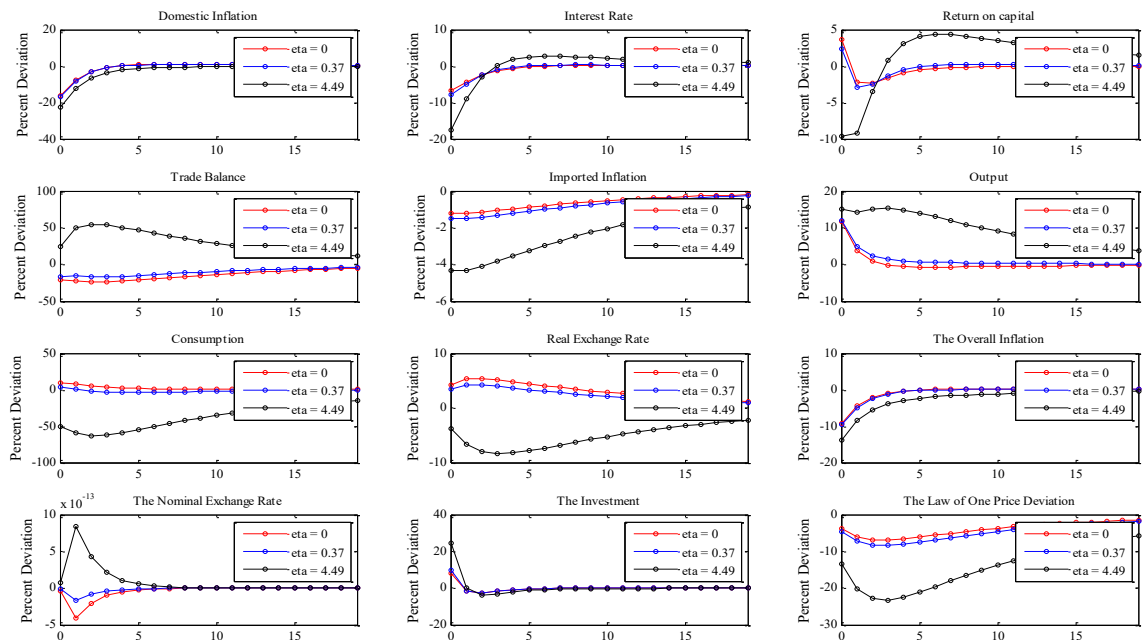 Domestic Inflation
Percent Deviation
20
0
-20
-40
0 5 10 15
eta = 0
eta = 0.37
eta = 4.49
Interest Rate
Percent Deviation
10
0
-10
-20
0 5 10 15
eta = 0
eta = 0.37
eta = 4.49
Return on capital
Percent Deviation
5
0
5
-10
0 5 10 15
eta = 0
eta = 0.37
eta = 4.49
Trade Balance
Percent Deviation
100
50
0
-50
0 5 10 15
eta = 0
eta = 0.37
eta = 4.49
Imported Inflation
Percent Deviation
0
-2
-4
-6
0 5 10 15
eta = 0
eta = 0.37
eta = 4.49
Output
Percent Deviation
20
10
0
-10
0 5 10 15
eta = 0
eta = 0.37
eta = 4.49
Consumption
Percent Deviation
50
0
-50
-100
0 5 10 15
eta = 0
eta = 0.37
eta = 4.49
Real Exchange Rate
Percent Deviation
10
0
-10
0 5 10 15
eta = 0
eta = 0.37
eta = 4.49
The Overall Inflation
Percent Deviation
10
0
-10
-20
0 5 10 15
eta = 0
eta = 0.37
eta = 4.49
The Nominal Exchange Rate
x 10^-13
Percent Deviation
10
5
0
-5
0 5 10 15
eta = 0
eta = 0.37
eta = 4.49
The Investment
Percent Deviation
40
20
0
-20
0 5 10 15
eta = 0
eta = 0.37
eta = 4.49
The Law of One Price Deviation
Percent Deviation
0
-10
-20
-30
0 5 10 15
eta = 0
eta = 0.37
eta = 4.49